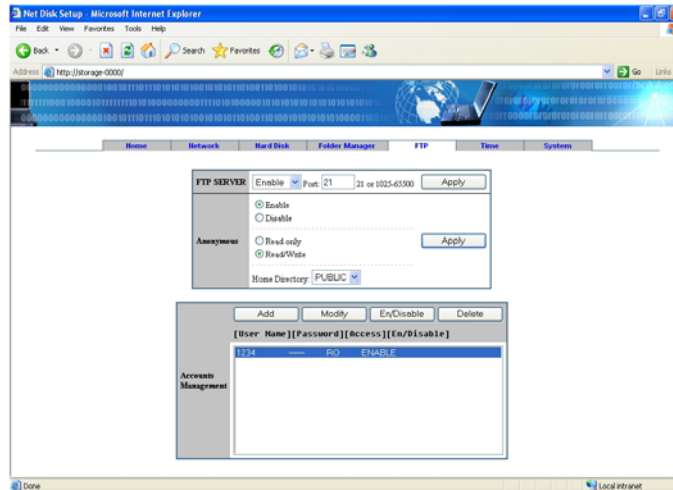 Net Disk Setup - Microsoft Internet Explorer
File Edit View Favorites Tools Help
Back Search Favorites
Address http://storage-0000/ Go Links
Home Network Hard Disk Folder Manager FTP Time System
FTP SERVER Enable Port: 21 21 or 1025-65500 Apply
Enable
Disable
Anonymous
Read only
Read/Write
Apply
Home Directory: PUBLIC
Add Modify En/Disable Delete
[User Name][Password][Access][En/Disable]
1234 ----- RO ENABLE
Accounts
Management
Done Local intranet